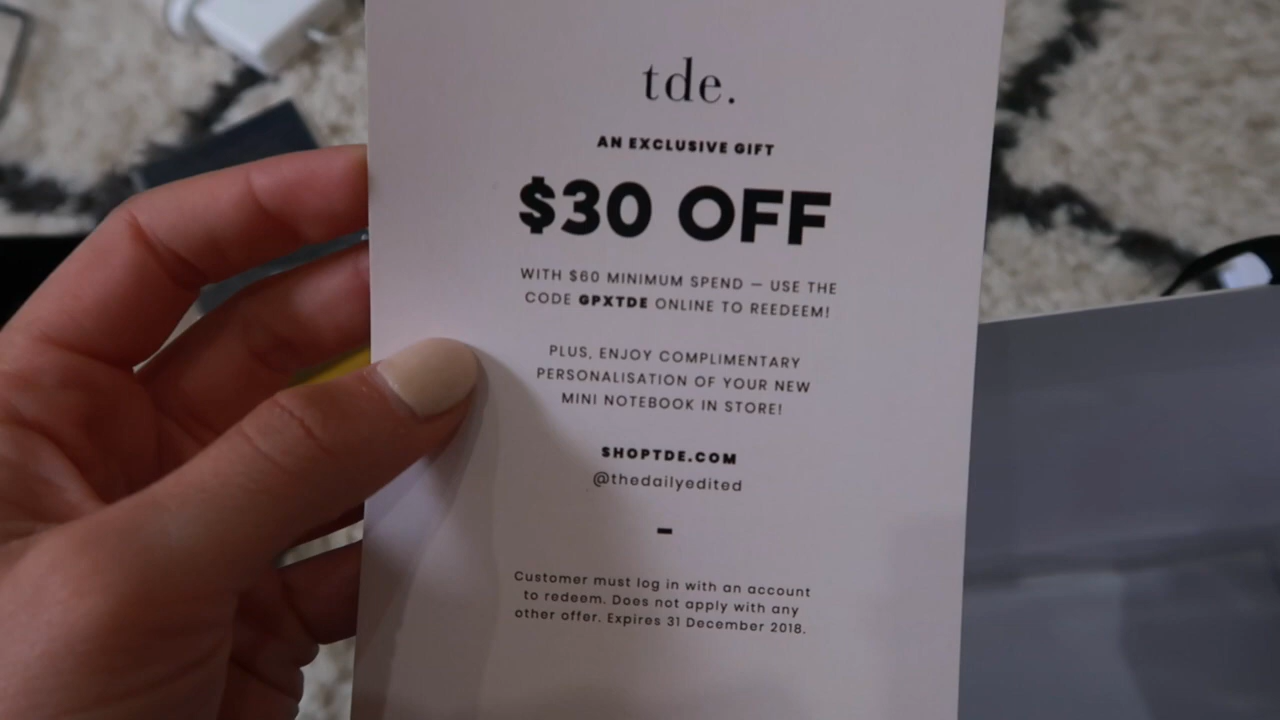 tde.
AN EXCLUSIVE GIFT
$30 OFF
WITH $60 MINIMUM SPEND — USE THE
CODE GPXTDE ONLINE TO REEDEEM!
PLUS, ENJOY COMPLIMENTARY
PERSONALISATION OF YOUR NEW
MINI NOTEBOOK IN STORE!
SHOPTDE.COM
@thedailyedited
Customer must log in with an account
to redeem. Does not apply with any
other offer. Expires 31 December 2018.